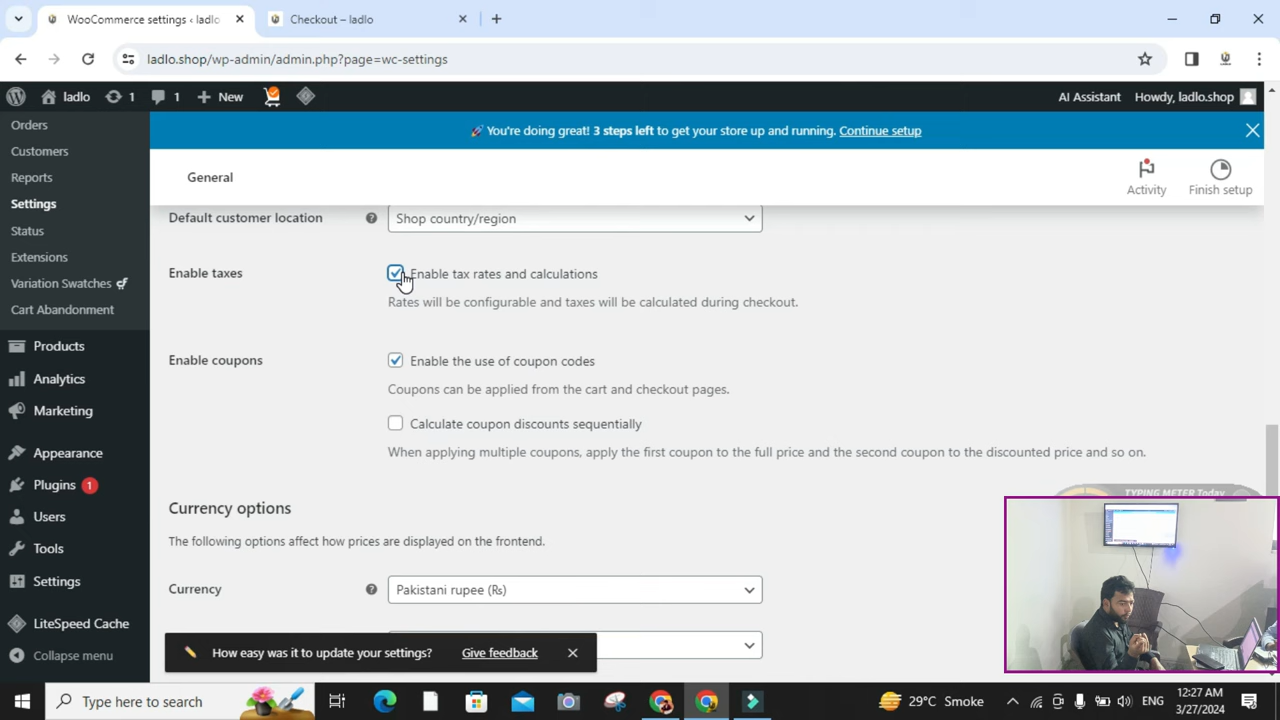 WooCommerce settings ‹ ladlo
Checkout – ladlo
ladlo.shop/wp-admin/admin.php?page=wc-settings
ladlo
1
1
New
AI Assistant
Howdy, ladlo.shop
Orders
Customers
Reports
Settings
Status
Extensions
Variation Swatches
Cart Abandonment
Products
Analytics
Marketing
Appearance
Plugins 1
Users
Tools
Settings
LiteSpeed Cache
Collapse menu
🚀 You're doing great! 3 steps left to get your store up and running. Continue setup
General
Activity
Finish setup
Default customer location
Shop country/region
Enable taxes
Enable tax rates and calculations
Rates will be configurable and taxes will be calculated during checkout.
Enable coupons
Enable the use of coupon codes
Coupons can be applied from the cart and checkout pages.
Calculate coupon discounts sequentially
When applying multiple coupons, apply the first coupon to the full price and the second coupon to the discounted price and so on.
TYPING METER Today
Currency options
The following options affect how prices are displayed on the frontend.
Currency
Pakistani rupee (₨)
How easy was it to update your settings?
Give feedback
Type here to search
29°C Smoke
ENG
12:27 AM
3/27/2024